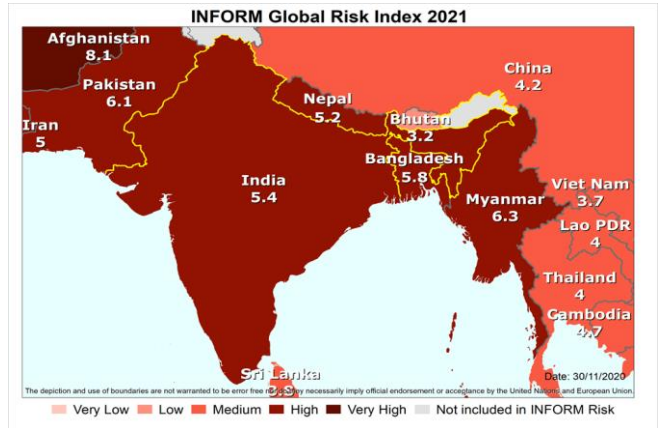 INFORM Global Risk Index 2021
Afghanistan
8.1
China
4.2
Pakistan
6.1
Nepal
5.2
Bhutan
3.2
Iran
5
Bangladesh
5.8
India
5.4
Viet Nam
3.7
Myanmar
6.3
Lao PDR
4
Thailand
4
Cambodia
4.7
Sri Lanka
Date: 30/11/2020
The depiction and use of boundaries are not warranted to be error free nor they necessarily imply official endorsement or acceptance by the United Nations and European Union.
Very Low Low Medium High Very High Not included in INFORM Risk